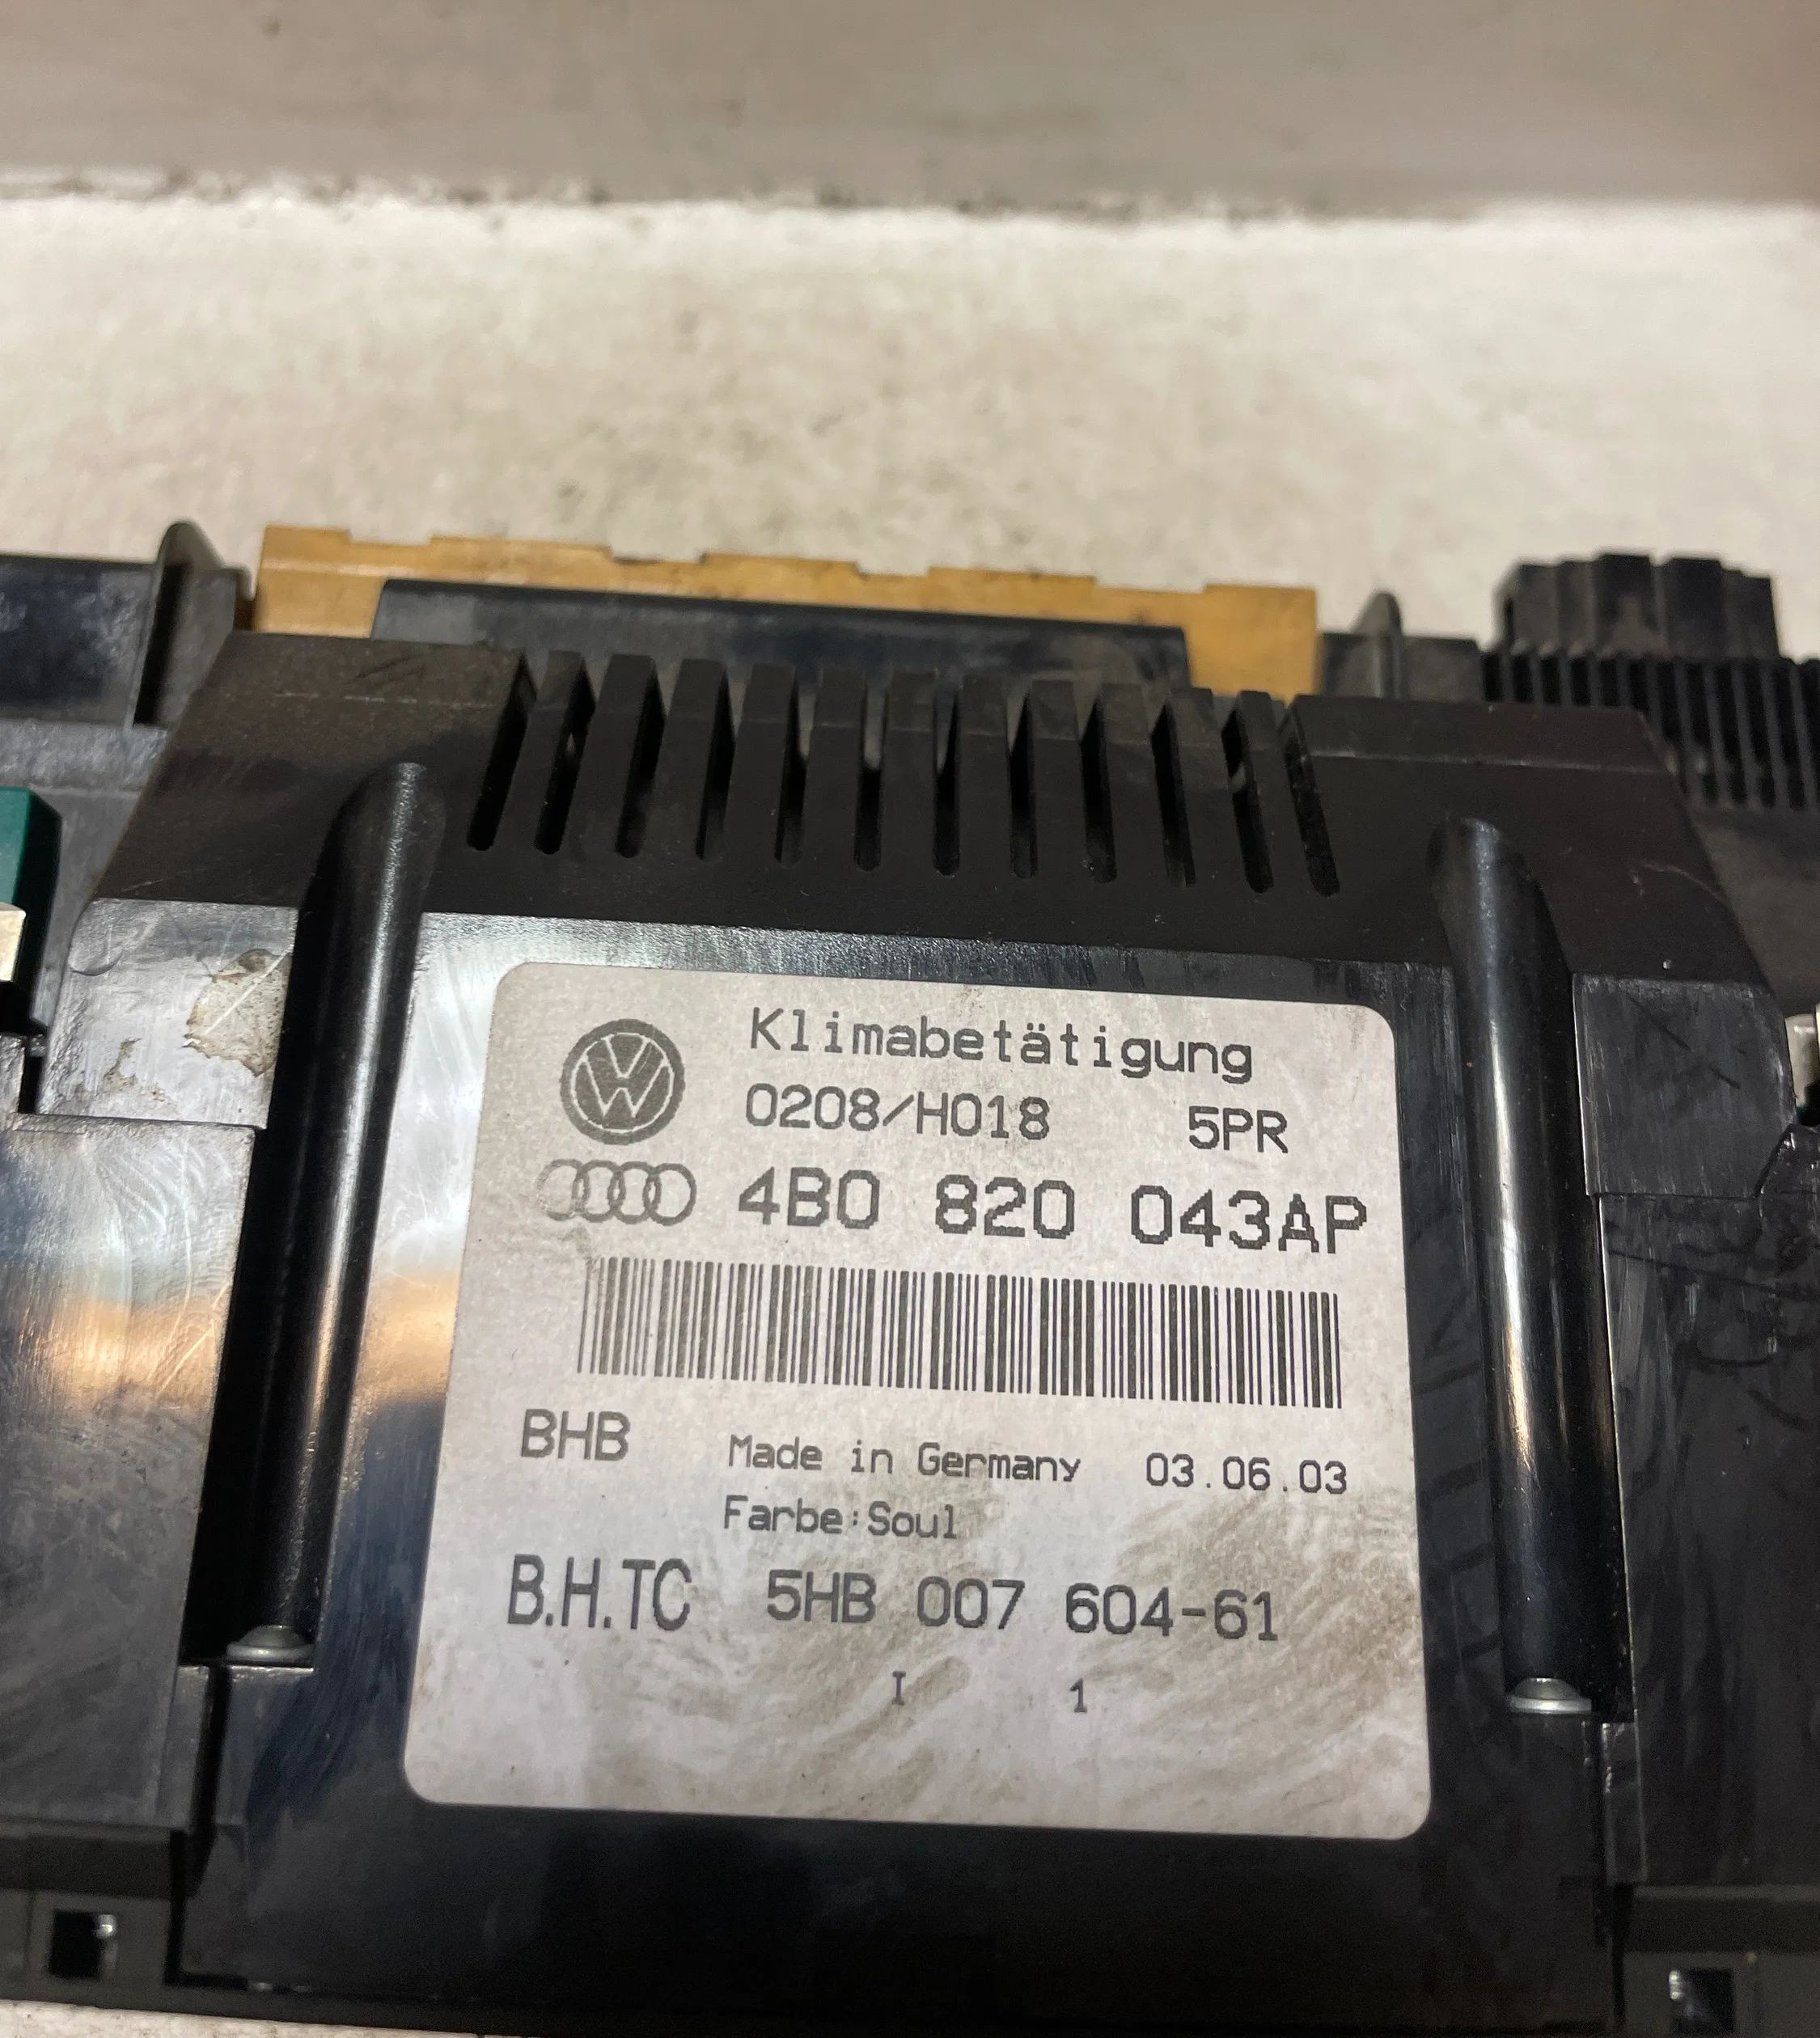 Klimabetätigung
0208/H018 5PR
4B0 820 043AP
BHB Made in Germany 03.06.03
Farbe:Soul
B.H.TC 5HB 007 604-61
I 1